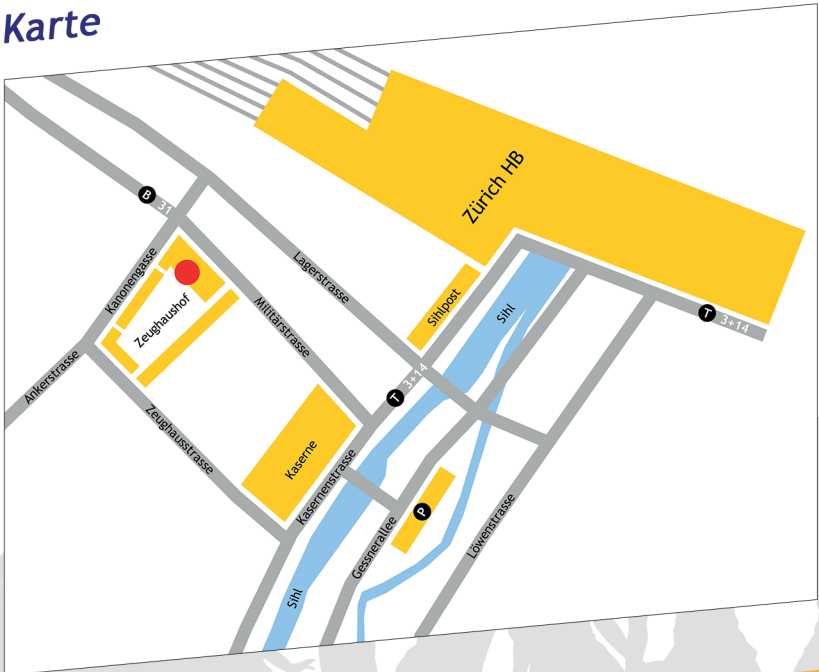 Karte
Zürich HB
B 31
Lagerstrasse
Kanonengasse
Zeughaushof
Militärstrasse
Sihlpost
Sihl
T 3+14
T 3+14
Ankerstrasse
Zeughausstrasse
Kaserne
Kasernenstrasse
P
Gessnerallee
Löwenstrasse
Sihl